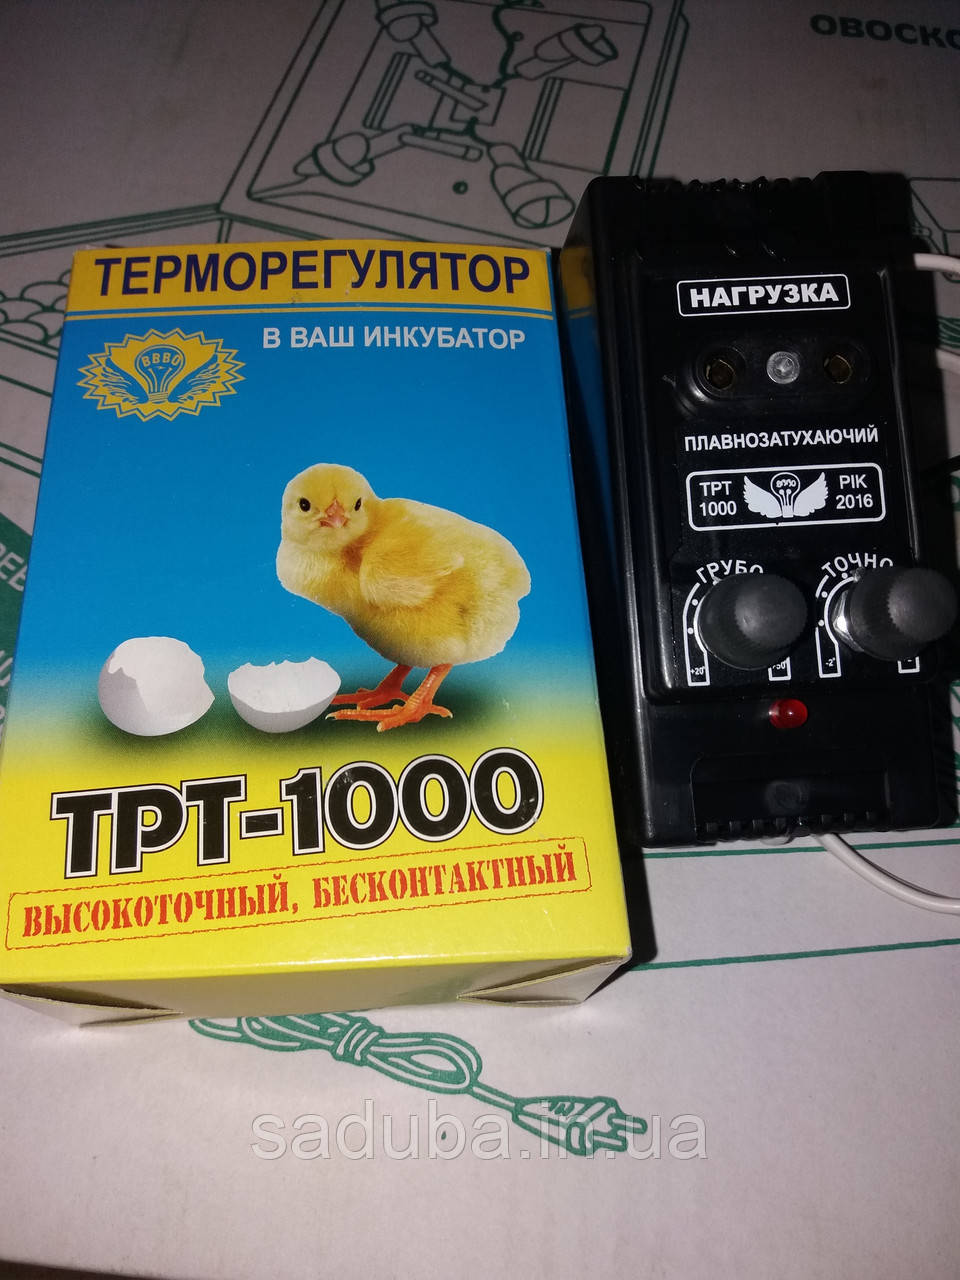 ОВОСКО
ТЕРМОРЕГУЛЯТОР
В ВАШ ИНКУБАТОР
ВВВО
ТРТ-1000
ВЫСОКОТОЧНЫЙ, БЕСКОНТАКТНЫЙ
НАГРУЗКА
ПЛАВНОЗАТУХАЮЧИЙ
ТРТ
1000
РІК
2016
ГРУБО
ТОЧНО
+20°
+50°
-2°
saduba.in.ua